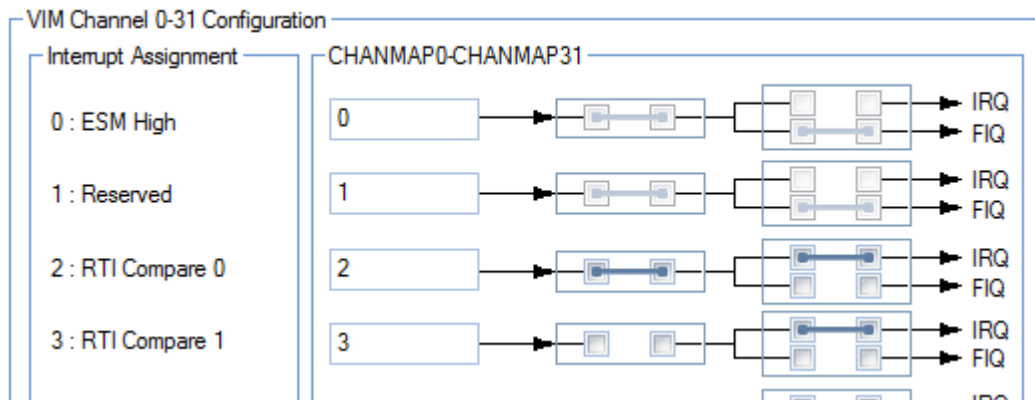 VIM Channel 0-31 Configuration
Interrupt Assignment
CHANMAP0-CHANMAP31
0 : ESM High
0
IRQ
FIQ
1 : Reserved
1
IRQ
FIQ
2 : RTI Compare 0
2
IRQ
FIQ
3 : RTI Compare 1
3
IRQ
FIQ
IRQ